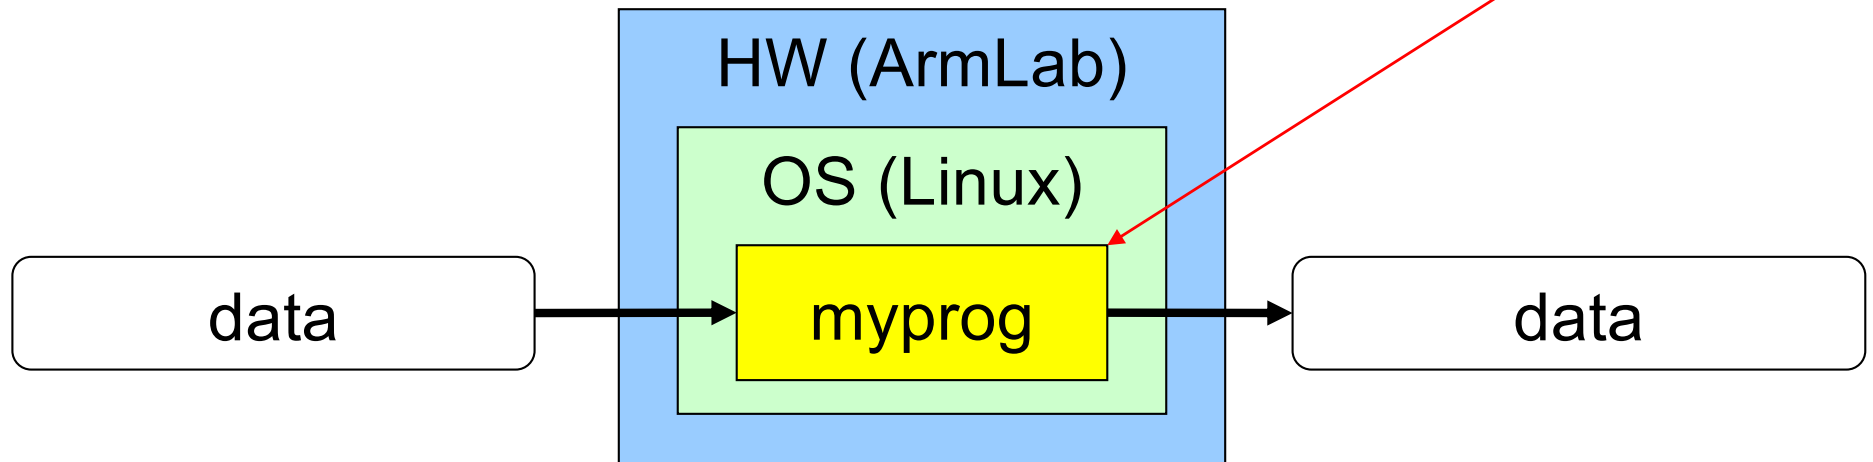 HW (ArmLab)
OS (Linux)
data
myprog
data